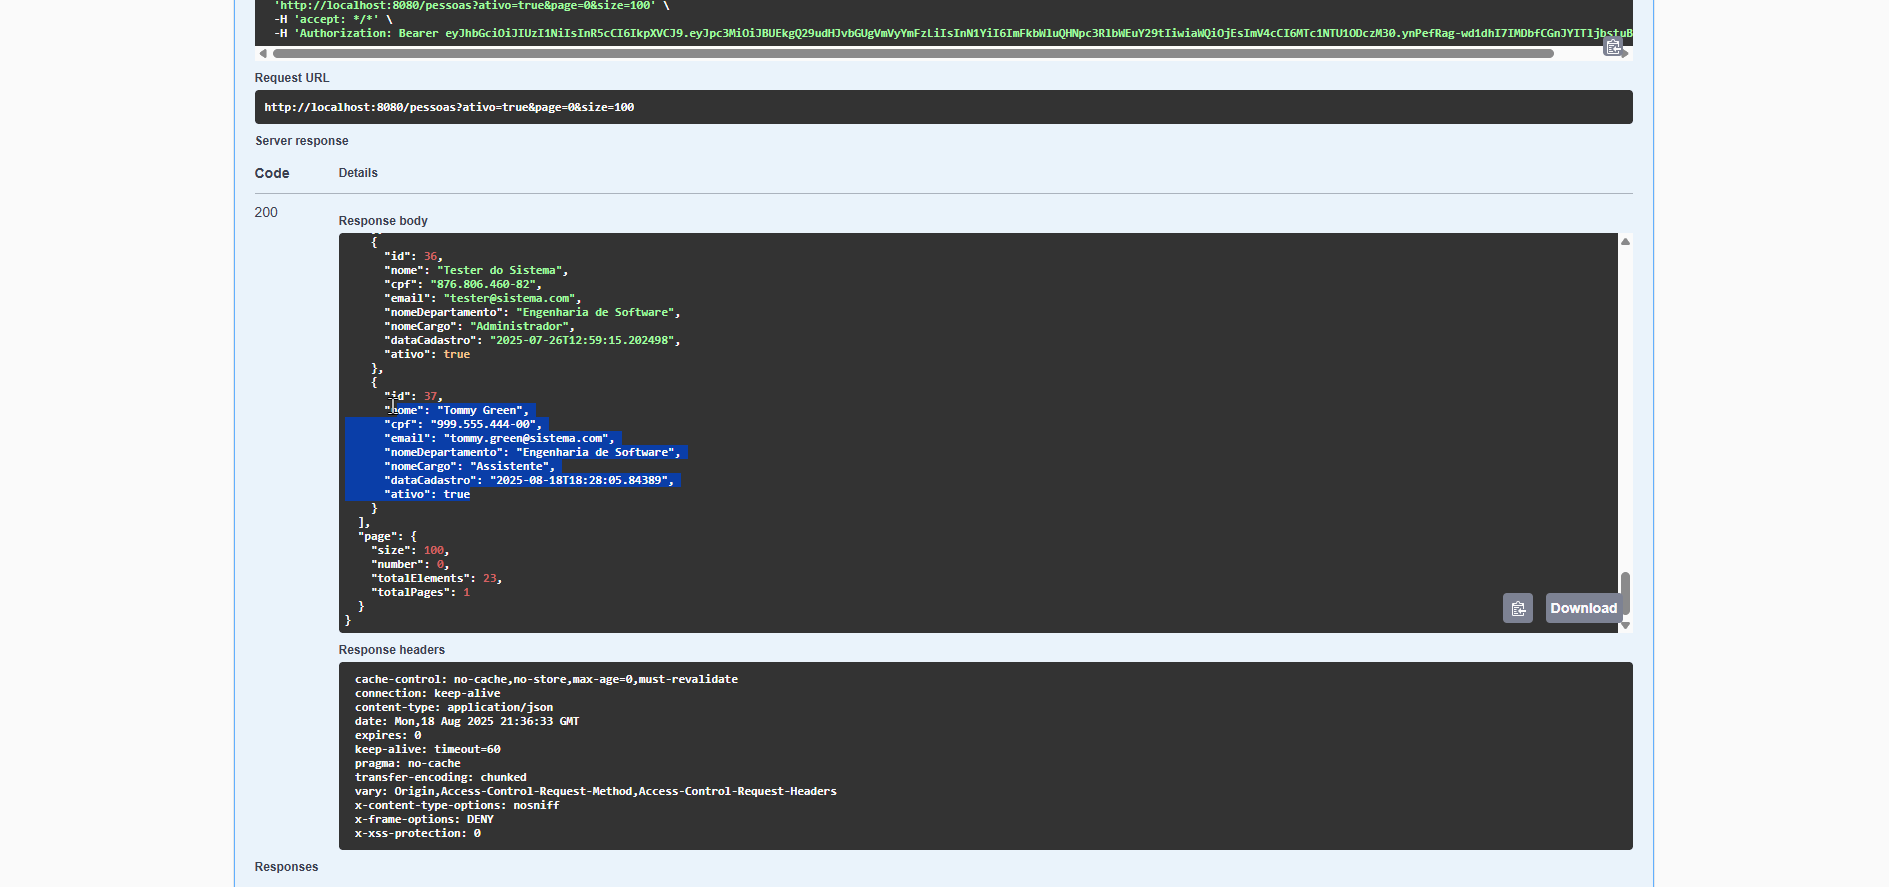 'http://localhost:8080/pessoas?ativo=true&page=0&size=100' \
-H 'accept: */*' \
-H 'Authorization: Bearer
Request URL
http://localhost:8080/pessoas?ativo=true&page=0&size=100
Server response
Code Details
200
Response body
{
"id": 36,
"nome": "Tester do Sistema",
"cpf": "876.806.460-82",
"email": "tester@sistema.com",
"nomeDepartamento": "Engenharia de Software",
"nomeCargo": "Administrador",
"dataCadastro": "2025-07-26T12:59:15.202498",
"ativo": true
},
{
"id": 37,
"nome": "Tommy Green",
"cpf": "999.555.444-00",
"email": "tommy.green@sistema.com",
"nomeDepartamento": "Engenharia de Software",
"nomeCargo": "Assistente",
"dataCadastro": "2025-08-18T18:28:05.84389",
"ativo": true
}
],
"page": {
"size": 100,
"number": 0,
"totalElements": 23,
"totalPages": 1
}
}
Download
Response headers
cache-control: no-cache,no-store,max-age=0,must-revalidate
connection: keep-alive
content-type: application/json
date: Mon,18 Aug 2025 21:36:33 GMT
expires: 0
keep-alive: timeout=60
pragma: no-cache
transfer-encoding: chunked
vary: Origin,Access-Control-Request-Method,Access-Control-Request-Headers
x-content-type-options: nosniff
x-frame-options: DENY
x-xss-protection: 0
Responses